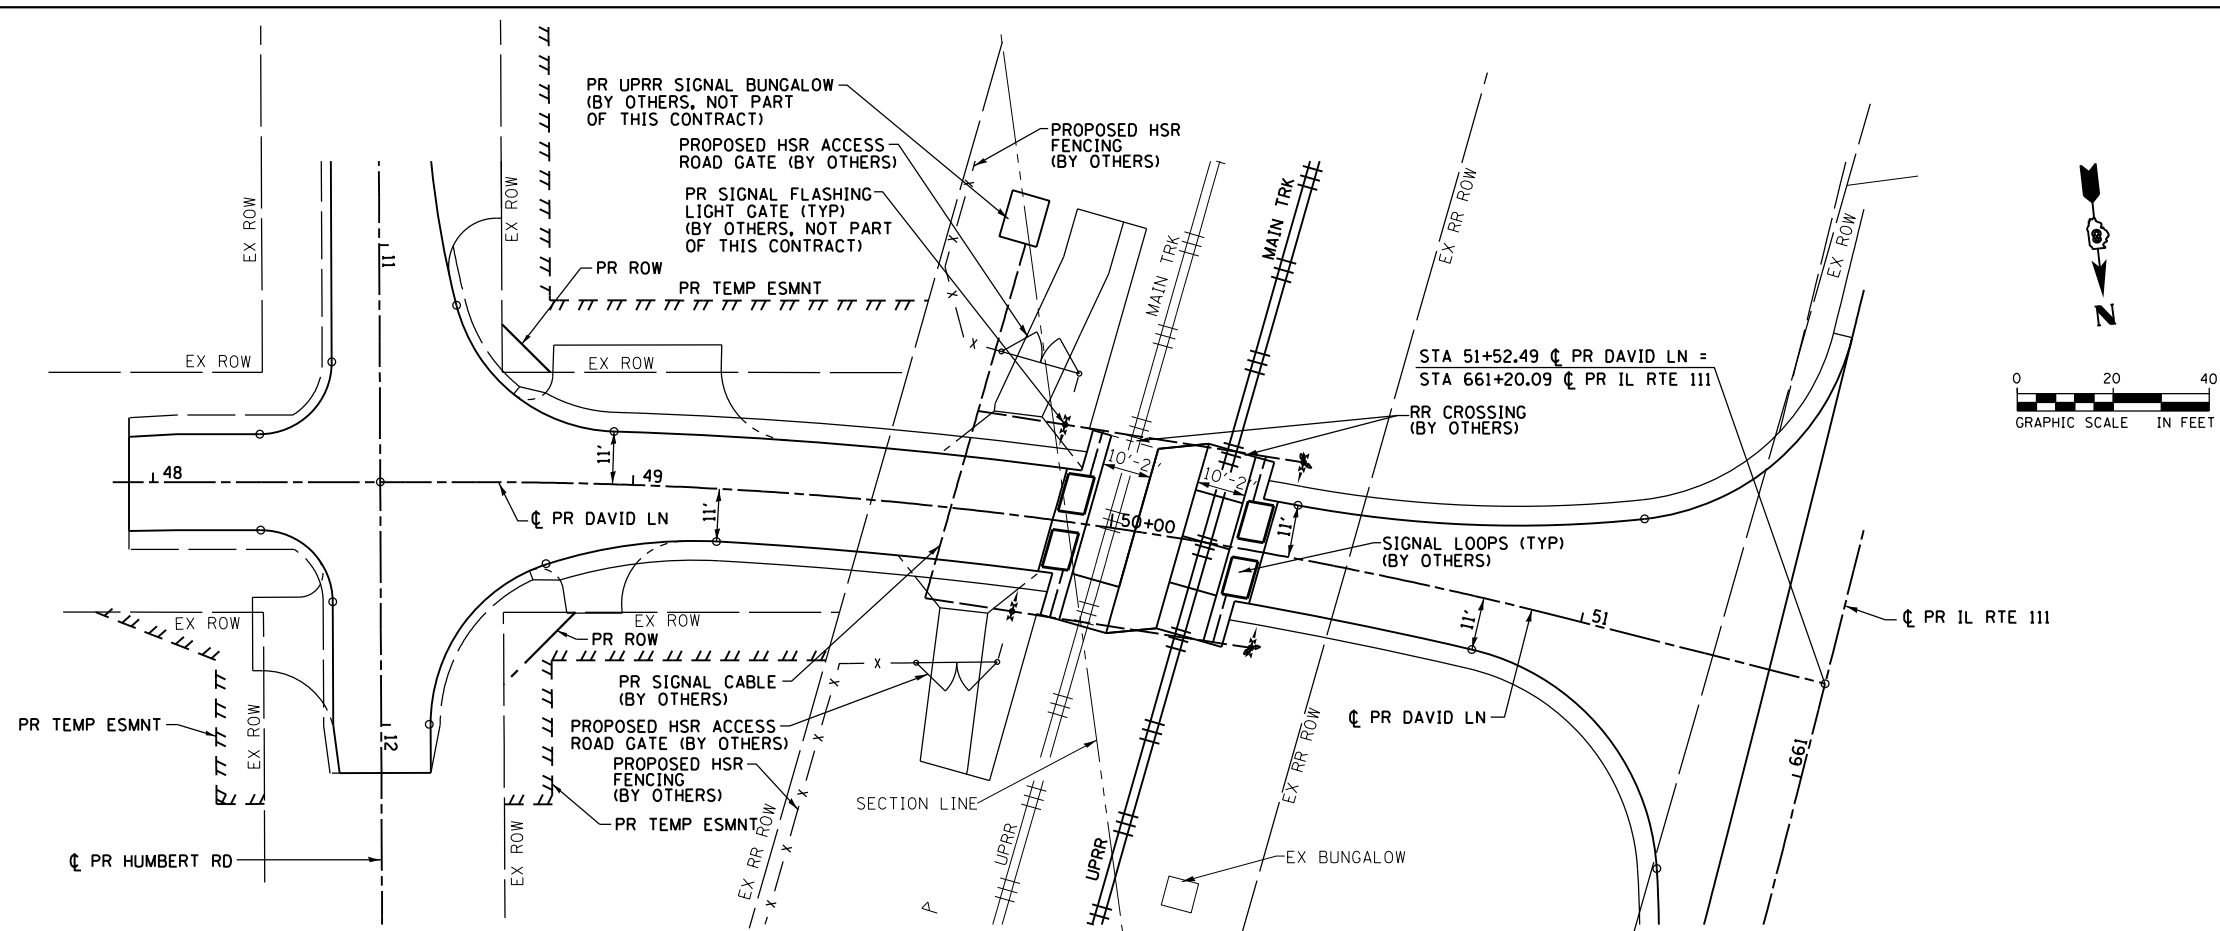 PR UPRR SIGNAL BUNGALOW
(BY OTHERS, NOT PART
OF THIS CONTRACT)
PROPOSED HSR ACCESS
ROAD GATE (BY OTHERS)
PR SIGNAL FLASHING
LIGHT GATE (TYP)
(BY OTHERS, NOT PART
OF THIS CONTRACT)
PROPOSED HSR
FENCING
(BY OTHERS)
EX ROW
EX ROW
11
PR ROW
PR TEMP ESMNT
EX ROW
EX ROW
MAIN TRK
MAIN TRK
EX RR ROW
EX ROW
N
STA 51+52.49 ℄ PR DAVID LN =
STA 661+20.09 ℄ PR IL RTE 111
0 20 40
GRAPHIC SCALE IN FEET
RR CROSSING
(BY OTHERS)
48
11'
49
11'
℄ PR DAVID LN
10'-2"
10'-2"
50+00
11'
SIGNAL LOOPS (TYP)
(BY OTHERS)
11'
51
℄ PR IL RTE 111
EX ROW
EX ROW
PR ROW
PR SIGNAL CABLE
(BY OTHERS)
PR TEMP ESMNT
EX ROW
12
PROPOSED HSR ACCESS
ROAD GATE (BY OTHERS)
PROPOSED HSR
FENCING
(BY OTHERS)
PR TEMP ESMNT
℄ PR DAVID LN
661
SECTION LINE
EX RR ROW
EX RR ROW
UPRR
UPRR
EX BUNGALOW
℄ PR HUMBERT RD
EX ROW
P
X
X
X
X
X
X
X
X
X